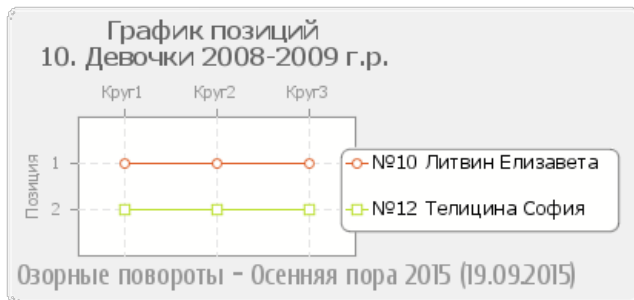 График позиций
10. Девочки 2008-2009 г.р.
Круг1 Круг2 Круг3
Позиция
1
2
№10 Литвин Елизавета
№12 Телицина София
Озорные повороты - Осенняя пора 2015 (19.09.2015)